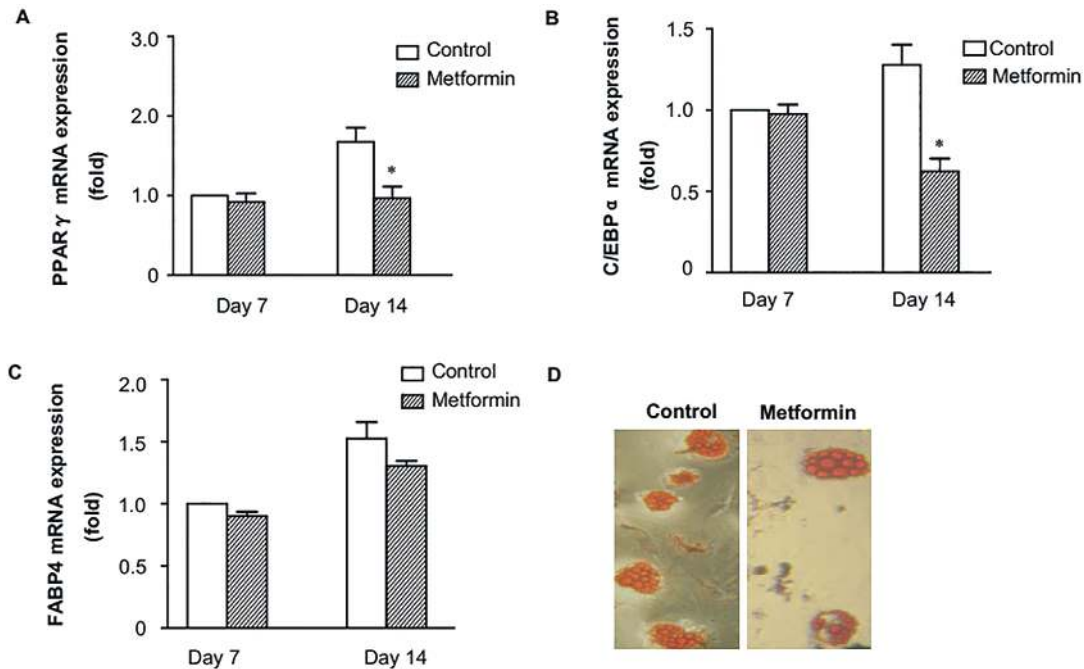 A
PPAR γ mRNA expression
(fold)
3.0
2.0
1.0
0
Control
Metformin
*
Day 7
Day 14
B
C/EBP α mRNA expression
(fold)
1.5
1.0
0.5
0
Control
Metformin
*
Day 7
Day 14
C
FABP4 mRNA expression
(fold)
2.0
1.5
1.0
0.5
0
Control
Metformin
Day 7
Day 14
D
Control
Metformin